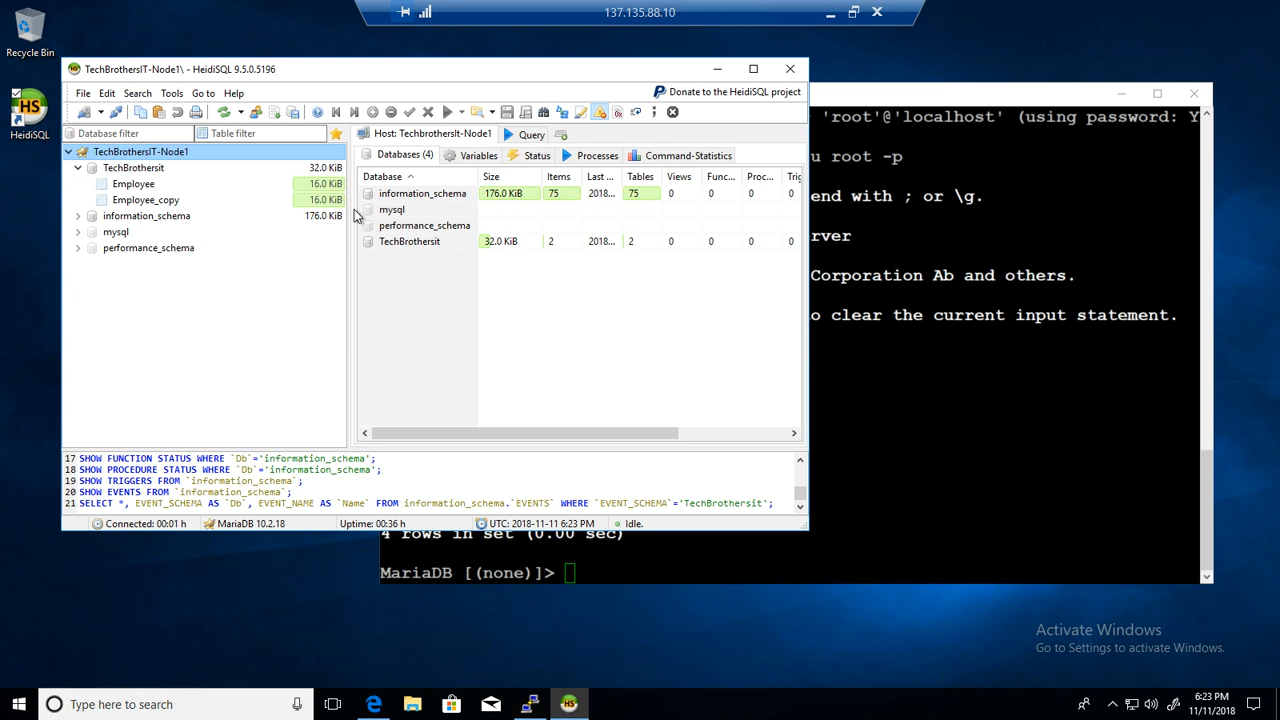 137.135.88.10
Recycle Bin
HS
HeidiSQL
TechBrothersIT-Node1\ - HeidiSQL 9.5.0.5196
File Edit Search Tools Go to Help
Donate to the HeidiSQL project
Database filter Table filter
Host: TechbrothersIt-Node1 Query
Databases (4) Variables Status Processes Command-Statistics
TechBrothersIT-Node1
TechBrothersit 32.0 KiB
Employee 16.0 KiB
Employee_copy 16.0 KiB
information_schema 176.0 KiB
mysql
performance_schema
Database Size Items Last ... Tables Views Func... Proc... Trig
information_schema 176.0 KiB 75 2018... 75 0 0 0 0
mysql
performance_schema
TechBrothersit 32.0 KiB 2 2018... 2 0 0 0 0
17 SHOW FUNCTION STATUS WHERE `Db`='information_schema';
18 SHOW PROCEDURE STATUS WHERE `Db`='information_schema';
19 SHOW TRIGGERS FROM `information_schema`;
20 SHOW EVENTS FROM `information_schema`;
21 SELECT *, EVENT_SCHEMA AS `Db`, EVENT_NAME AS `Name` FROM information_schema.`EVENTS` WHERE `EVENT_SCHEMA`='TechBrothersit';
Connected: 00:01 h MariaDB 10.2.18 Uptime: 00:36 h UTC: 2018-11-11 6:23 PM Idle.
'root'@'localhost' (using password: Y
u root -p
end with ; or \g.
ver
Corporation Ab and others.
o clear the current input statement.
4 rows in set (0.00 sec)
MariaDB [(none)]>
Activate Windows
Go to Settings to activate Windows.
Type here to search
HS
6:23 PM
11/11/2018